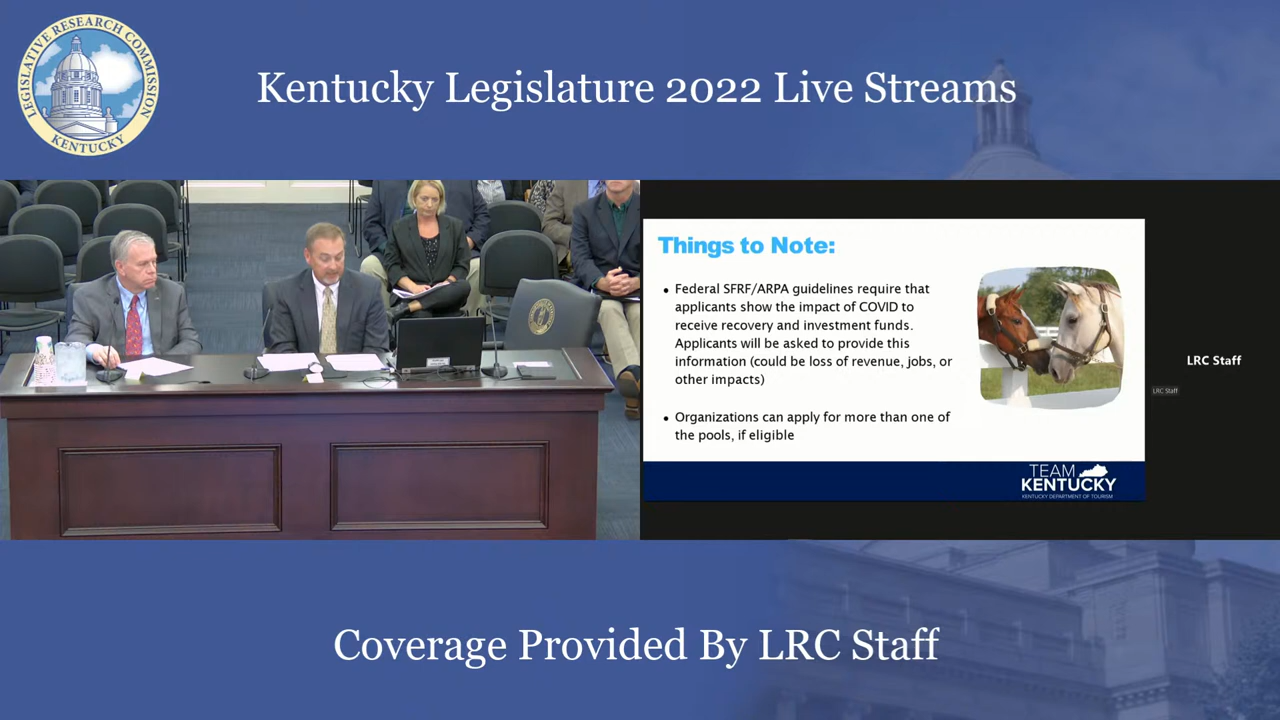 LEGISLATIVE RESEARCH COMMISSION
KENTUCKY
Kentucky Legislature 2022 Live Streams
Things to Note:
• Federal SFRF/ARPA guidelines require that
applicants show the impact of COVID to
receive recovery and investment funds.
Applicants will be asked to provide this
information (could be loss of revenue, jobs, or
other impacts)
• Organizations can apply for more than one of
the pools, if eligible
TEAM
KENTUCKY
KENTUCKY DEPARTMENT OF TOURISM
LRC Staff
LRC Staff
Coverage Provided By LRC Staff